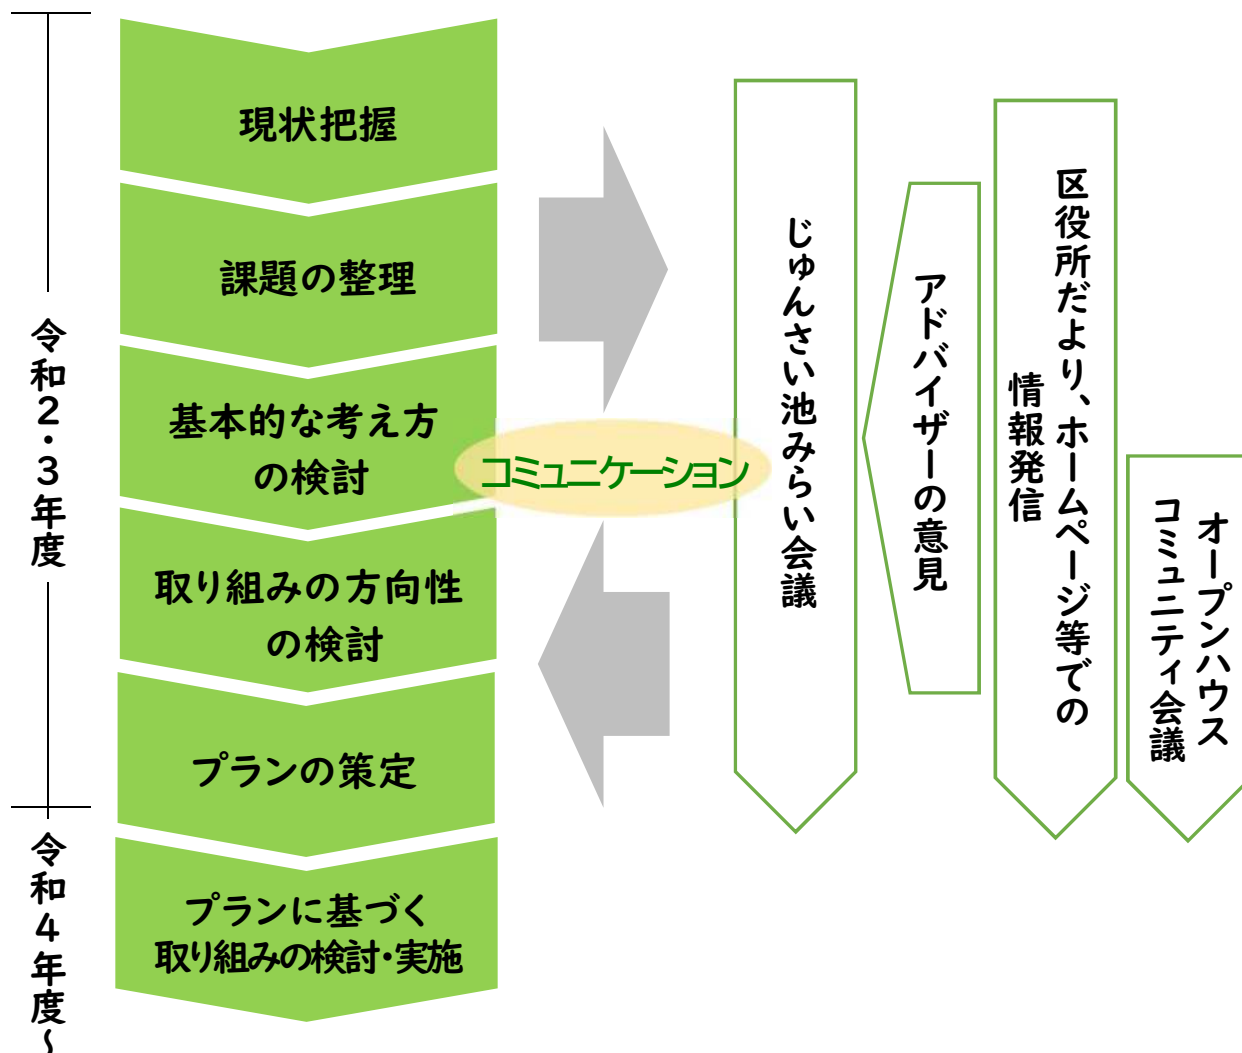 令和２・３年度
令和４年度～
現状把握
課題の整理
基本的な考え方
の検討
取り組みの方向性
の検討
プランの策定
プランに基づく
取り組みの検討・実施
コミュニケーション
じゅんさい池みらい会議
アドバイザーの意見
区役所だより、ホームページ等での
情報発信
オープンハウス
コミュニティ会議